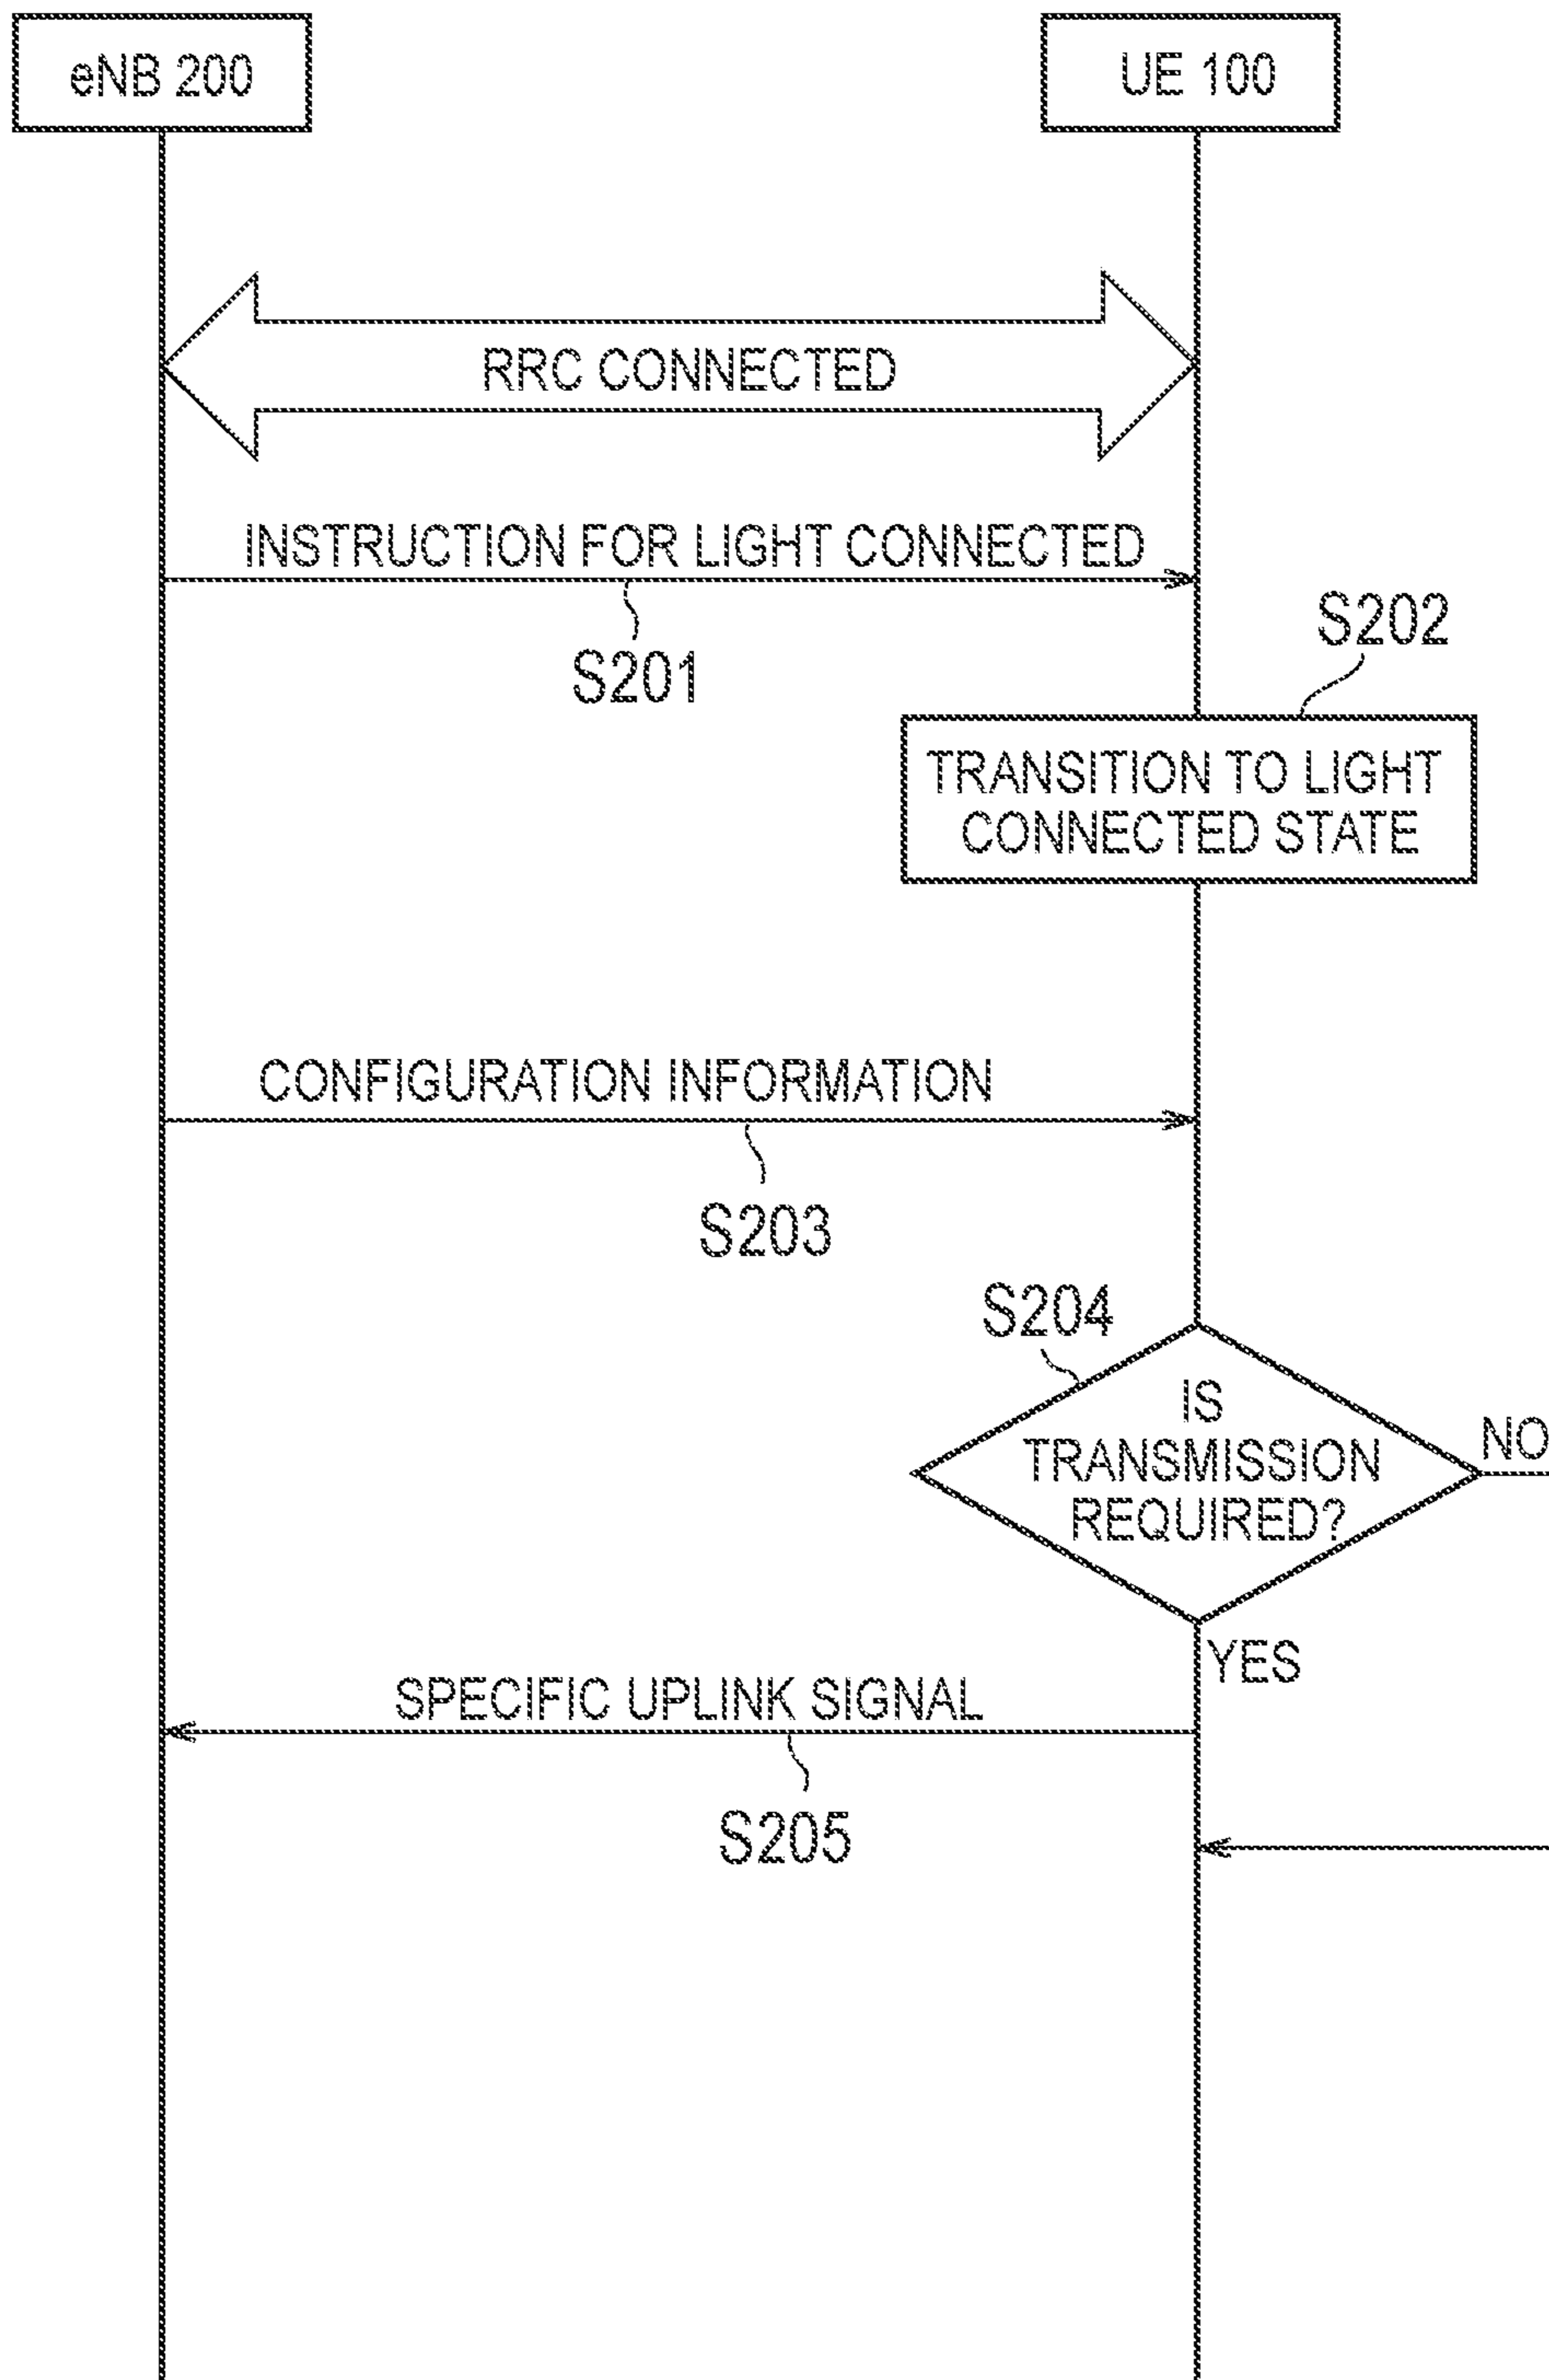 eNB 200
UE 100
RRC CONNECTED
INSTRUCTION FOR LIGHT CONNECTED
S201
S202
TRANSITION TO LIGHT
CONNECTED STATE
CONFIGURATION INFORMATION
S203
S204
IS
TRANSMISSION
REQUIRED?
NO
YES
SPECIFIC UPLINK SIGNAL
S205